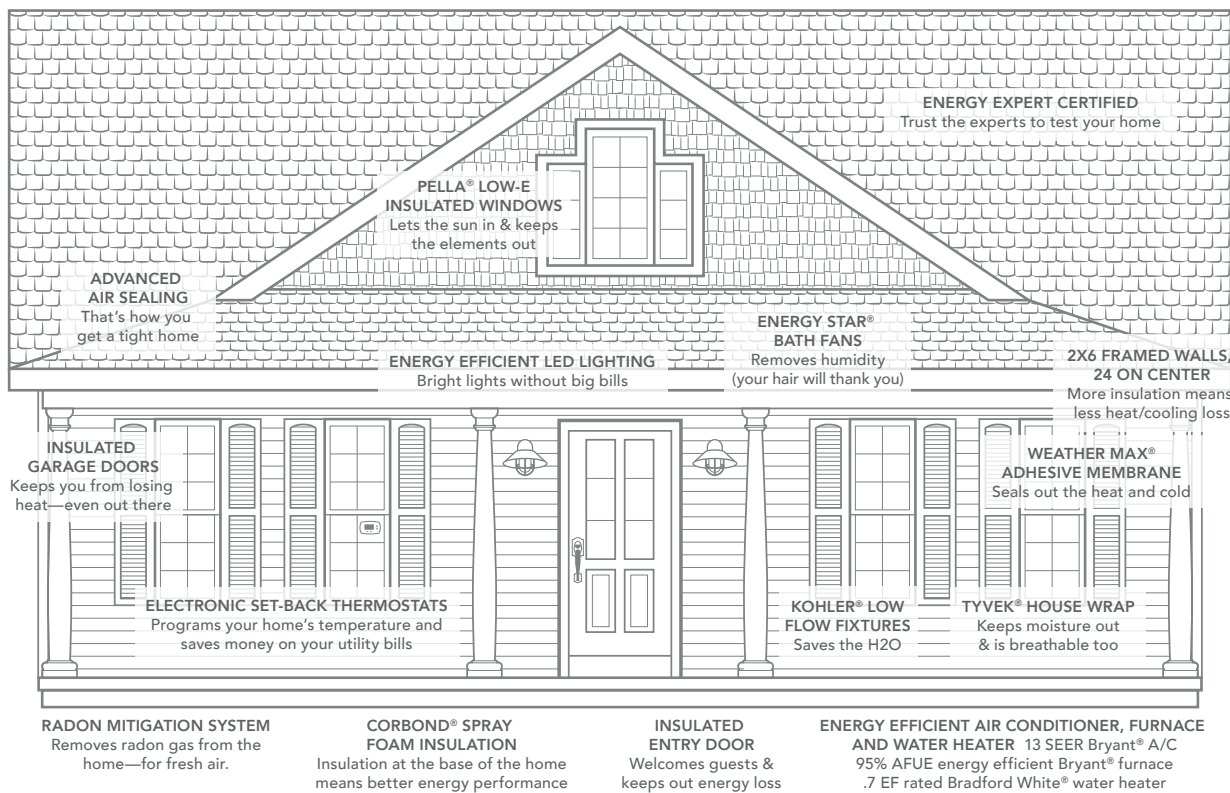 ENERGY EXPERT CERTIFIED
Trust the experts to test your home
PELLA® LOW-E
INSULATED WINDOWS
Lets the sun in & keeps
the elements out
ADVANCED
AIR SEALING
That's how you
get a tight home
ENERGY STAR®
BATH FANS
Removes humidity
(your hair will thank you)
ENERGY EFFICIENT LED LIGHTING
Bright lights without big bills
2X6 FRAMED WALLS,
24 ON CENTER
More insulation means
less heat/cooling loss
INSULATED
GARAGE DOORS
Keeps you from losing
heat—even out there
WEATHER MAX®
ADHESIVE MEMBRANE
Seals out the heat and cold
ELECTRONIC SET-BACK THERMOSTATS
Programs your home's temperature and
saves money on your utility bills
KOHLER® LOW
FLOW FIXTURES
Saves the H2O
TYVEK® HOUSE WRAP
Keeps moisture out
& is breathable too
RADON MITIGATION SYSTEM
Removes radon gas from the
home—for fresh air.
CORBOND® SPRAY
FOAM INSULATION
Insulation at the base of the home
means better energy performance
INSULATED
ENTRY DOOR
Welcomes guests &
keeps out energy loss
ENERGY EFFICIENT AIR CONDITIONER, FURNACE
AND WATER HEATER 13 SEER Bryant® A/C
95% AFUE energy efficient Bryant® furnace
.7 EF rated Bradford White® water heater